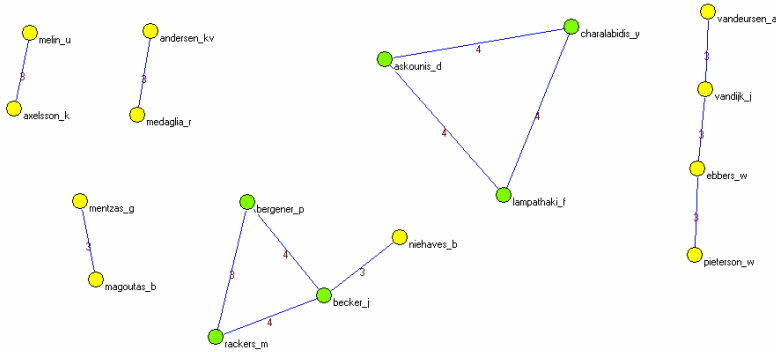 vandeursen_a
charalabidis_y
melin_u
andersen_kv
4
3
askounis_d
3
3
vandijk_j
axelsson_k
medaglia_r
4
4
3
ebbers_w
lampathaki_f
mentzas_g
bergener_p
3
niehaves_b
3
4
pieterson_w
3
3
magoutas_b
becker_j
4
rackers_m